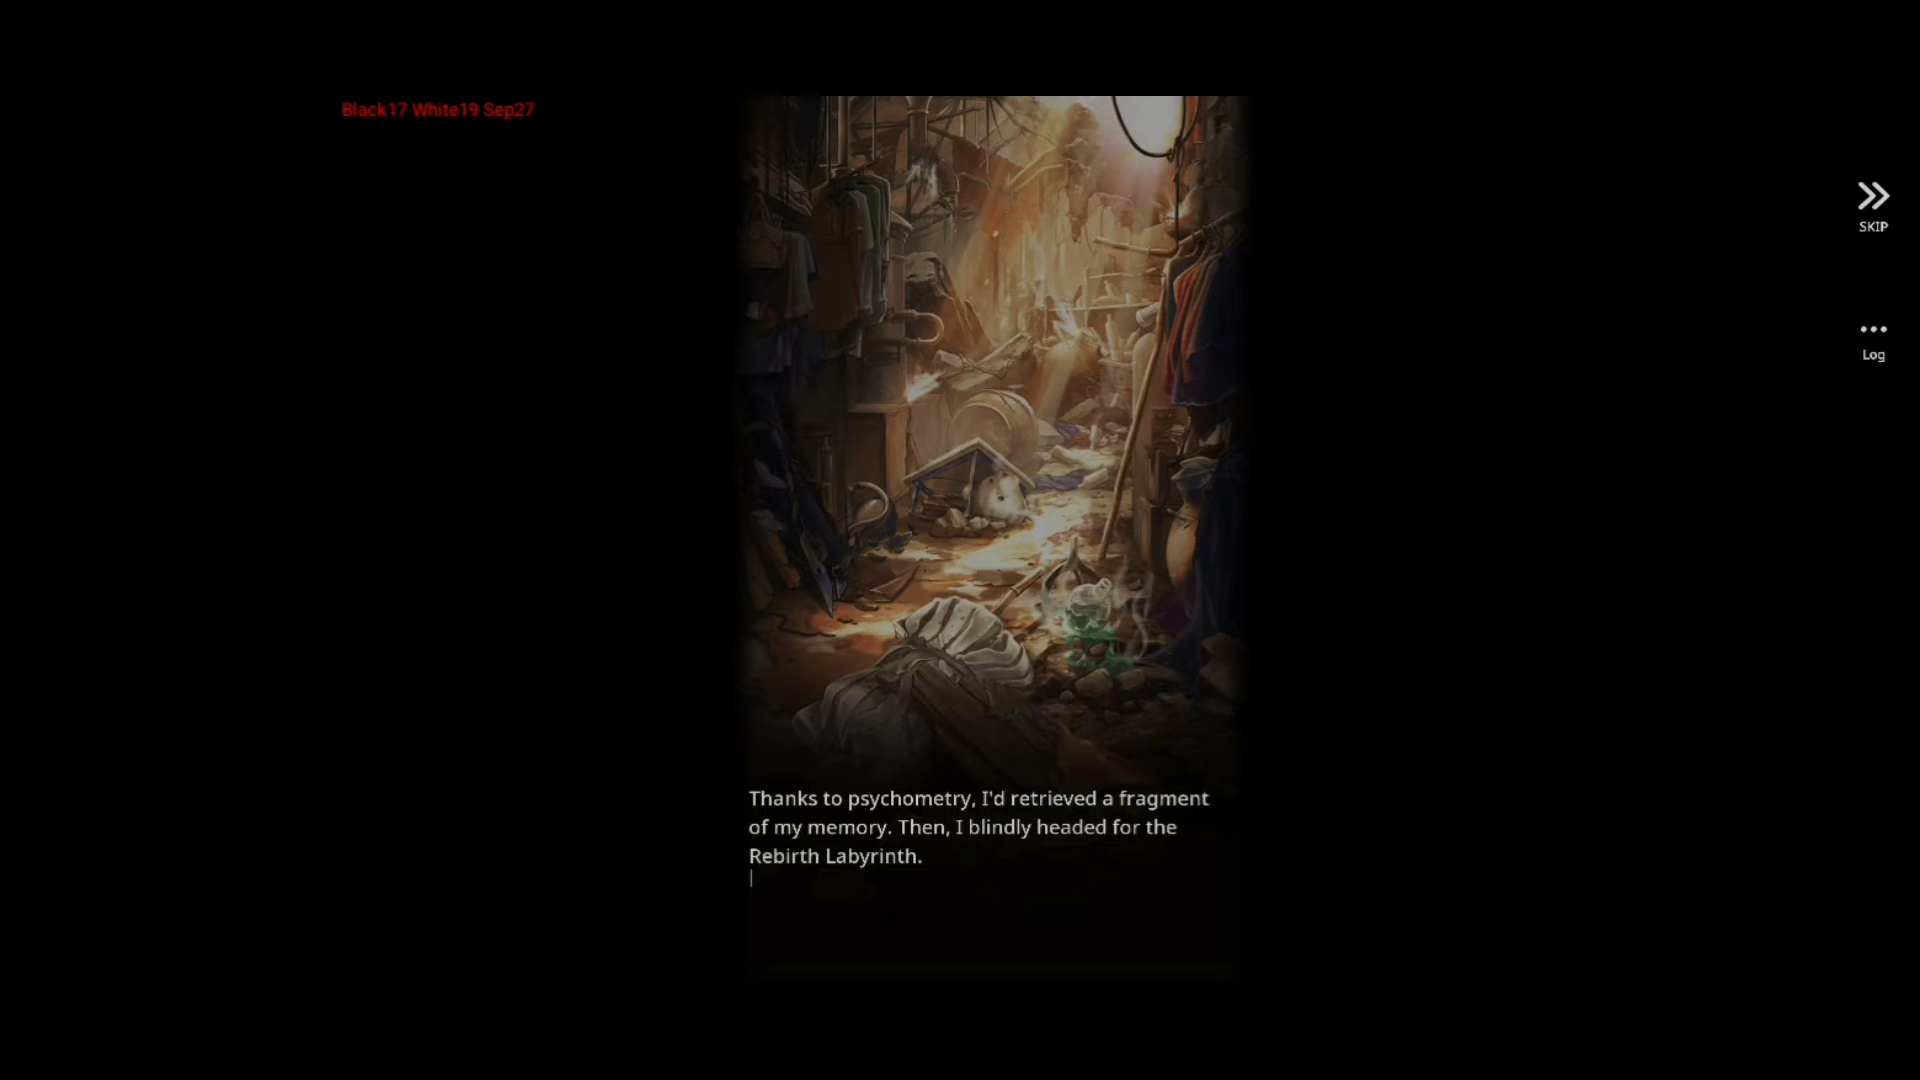 Black17 White19 Sep27
SKIP
Log
Thanks to psychometry, I'd retrieved a fragment
of my memory. Then, I blindly headed for the
Rebirth Labyrinth.